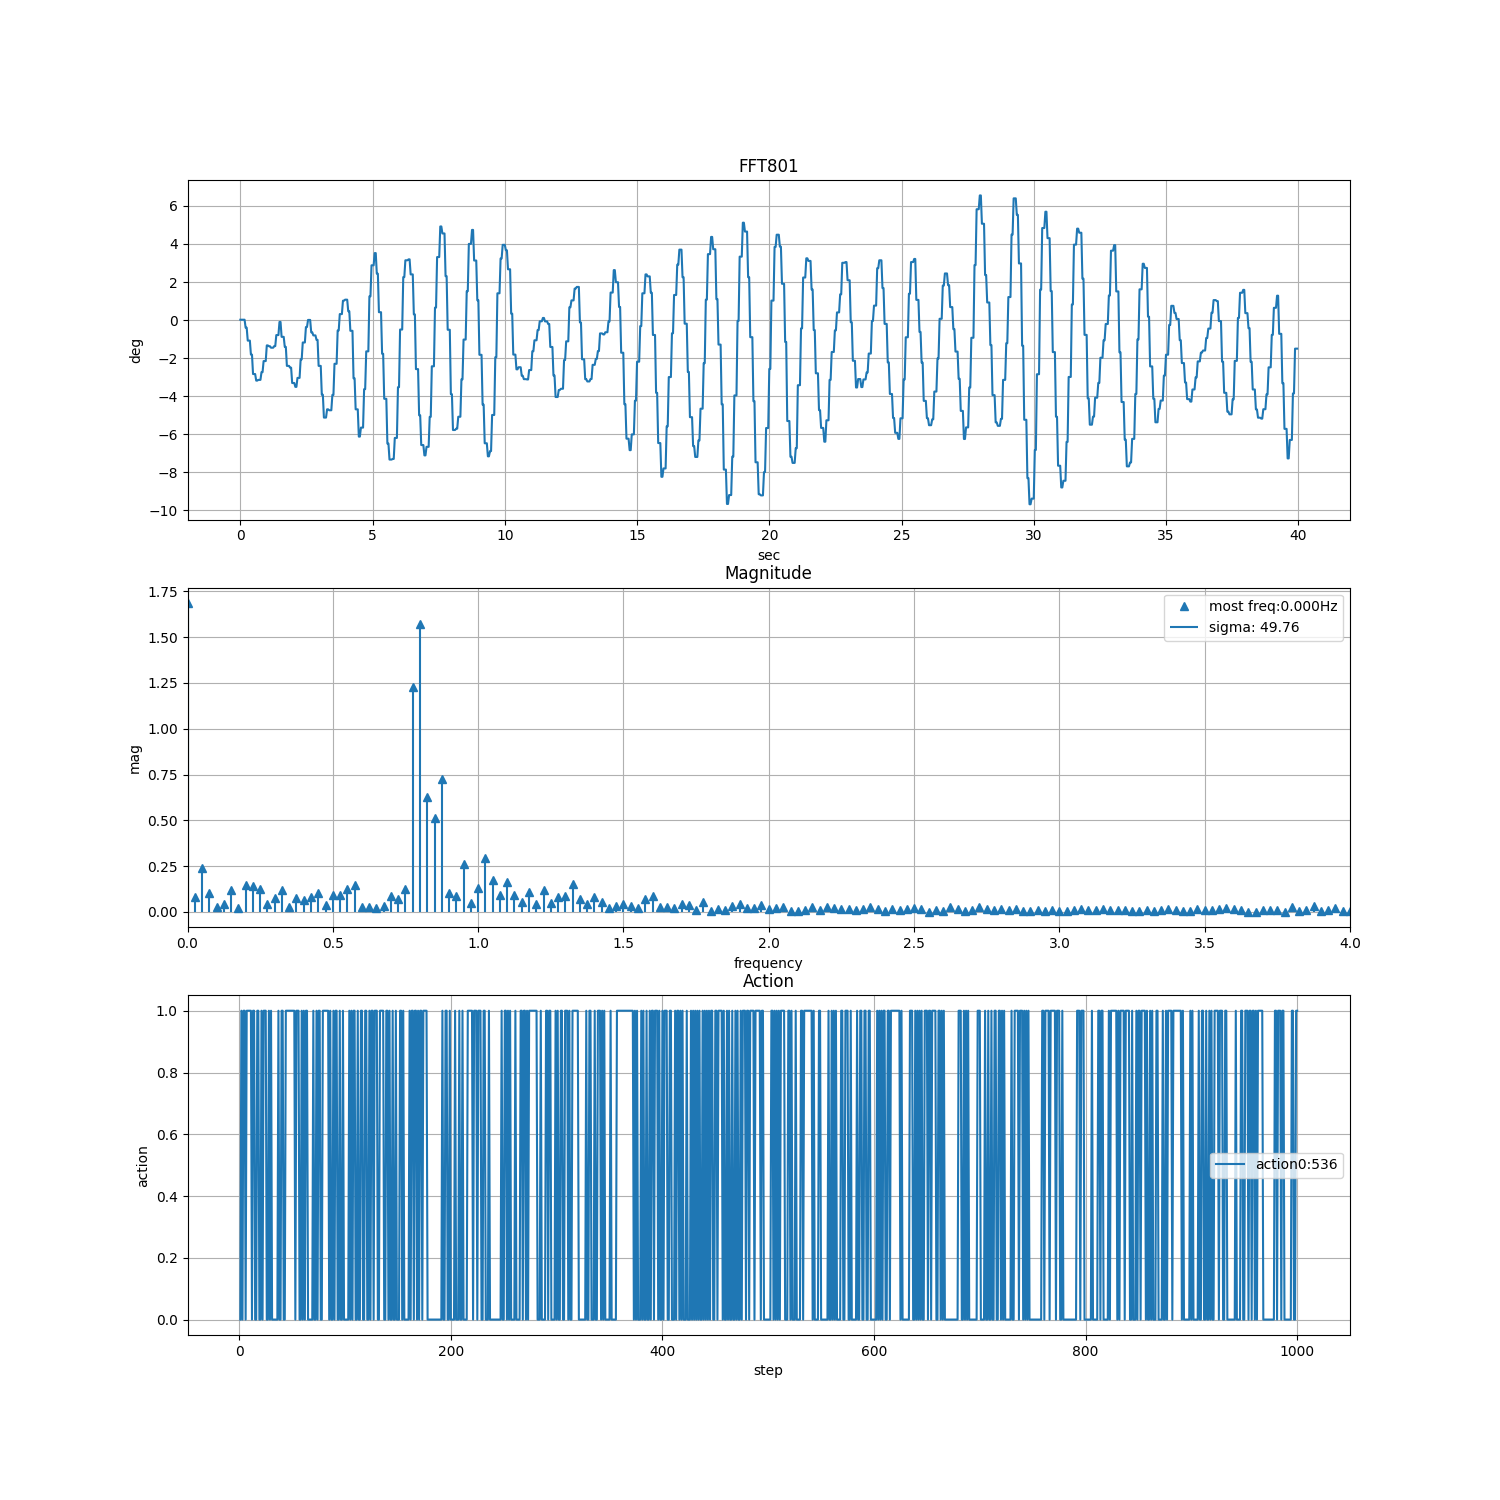 FFT801
6
4
2
0
−2
−4
−6
−8
−10
deg
0 5 10 15 20 25 30 35 40
sec
Magnitude
1.75
1.50
1.25
1.00
0.75
0.50
0.25
0.00
mag
most freq:0.000Hz
sigma: 49.76
0.0 0.5 1.0 1.5 2.0 2.5 3.0 3.5 4.0
frequency
Action
1.0
0.8
0.6
0.4
0.2
0.0
action
action0:536
0 200 400 600 800 1000
step